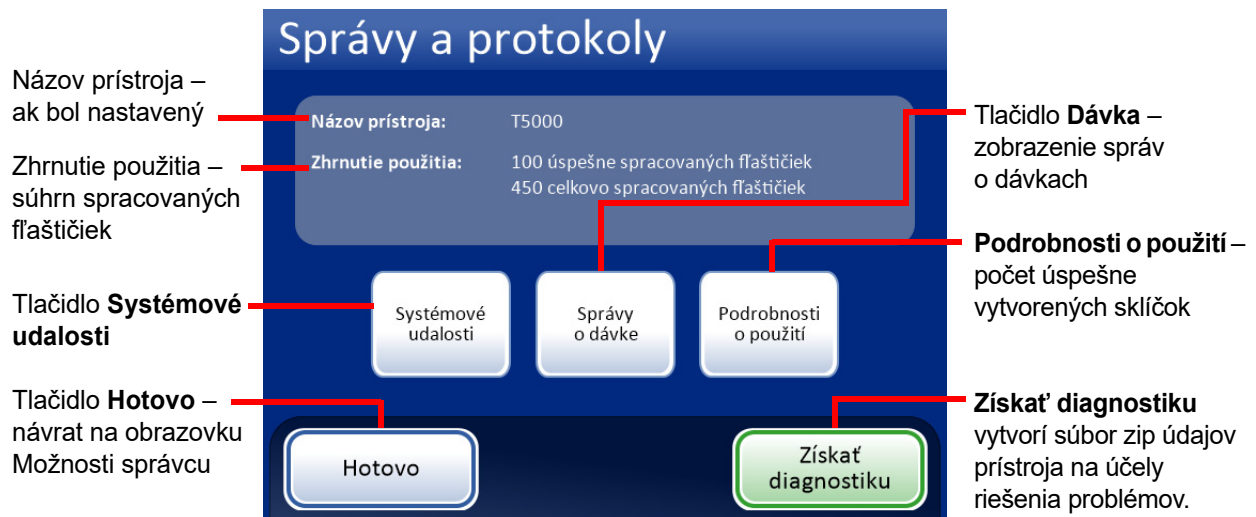 Správy a protokoly
Názov prístroja –
ak bol nastavený
Zhrnutie použitia –
súhrn spracovaných
fľaštičiek
Tlačidlo Systémové
udalosti
Tlačidlo Hotovo –
návrat na obrazovku
Možnosti správcu
Názov prístroja: T5000
Zhrnutie použitia: 100 úspešne spracovaných fľaštičiek
450 celkovo spracovaných fľaštičiek
Systémové
udalosti
Správy
o dávke
Podrobnosti
o použití
Hotovo
Získať
diagnostiku
Tlačidlo Dávka –
zobrazenie správ
o dávkach
Podrobnosti o použití –
počet úspešne
vytvorených sklíčok
Získať diagnostiku
vytvorí súbor zip údajov
prístroja na účely
riešenia problémov.